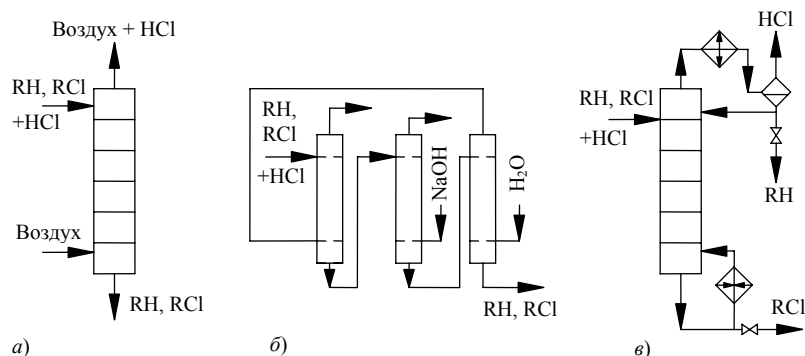 Воздух + HCl
RH, RCl
+HCl
Воздух
RH, RCl
а)
RH,
RCl
+HCl
NaOH
H₂O
RH, RCl
б)
HCl
RH, RCl
+HCl
RH
RCl
в)